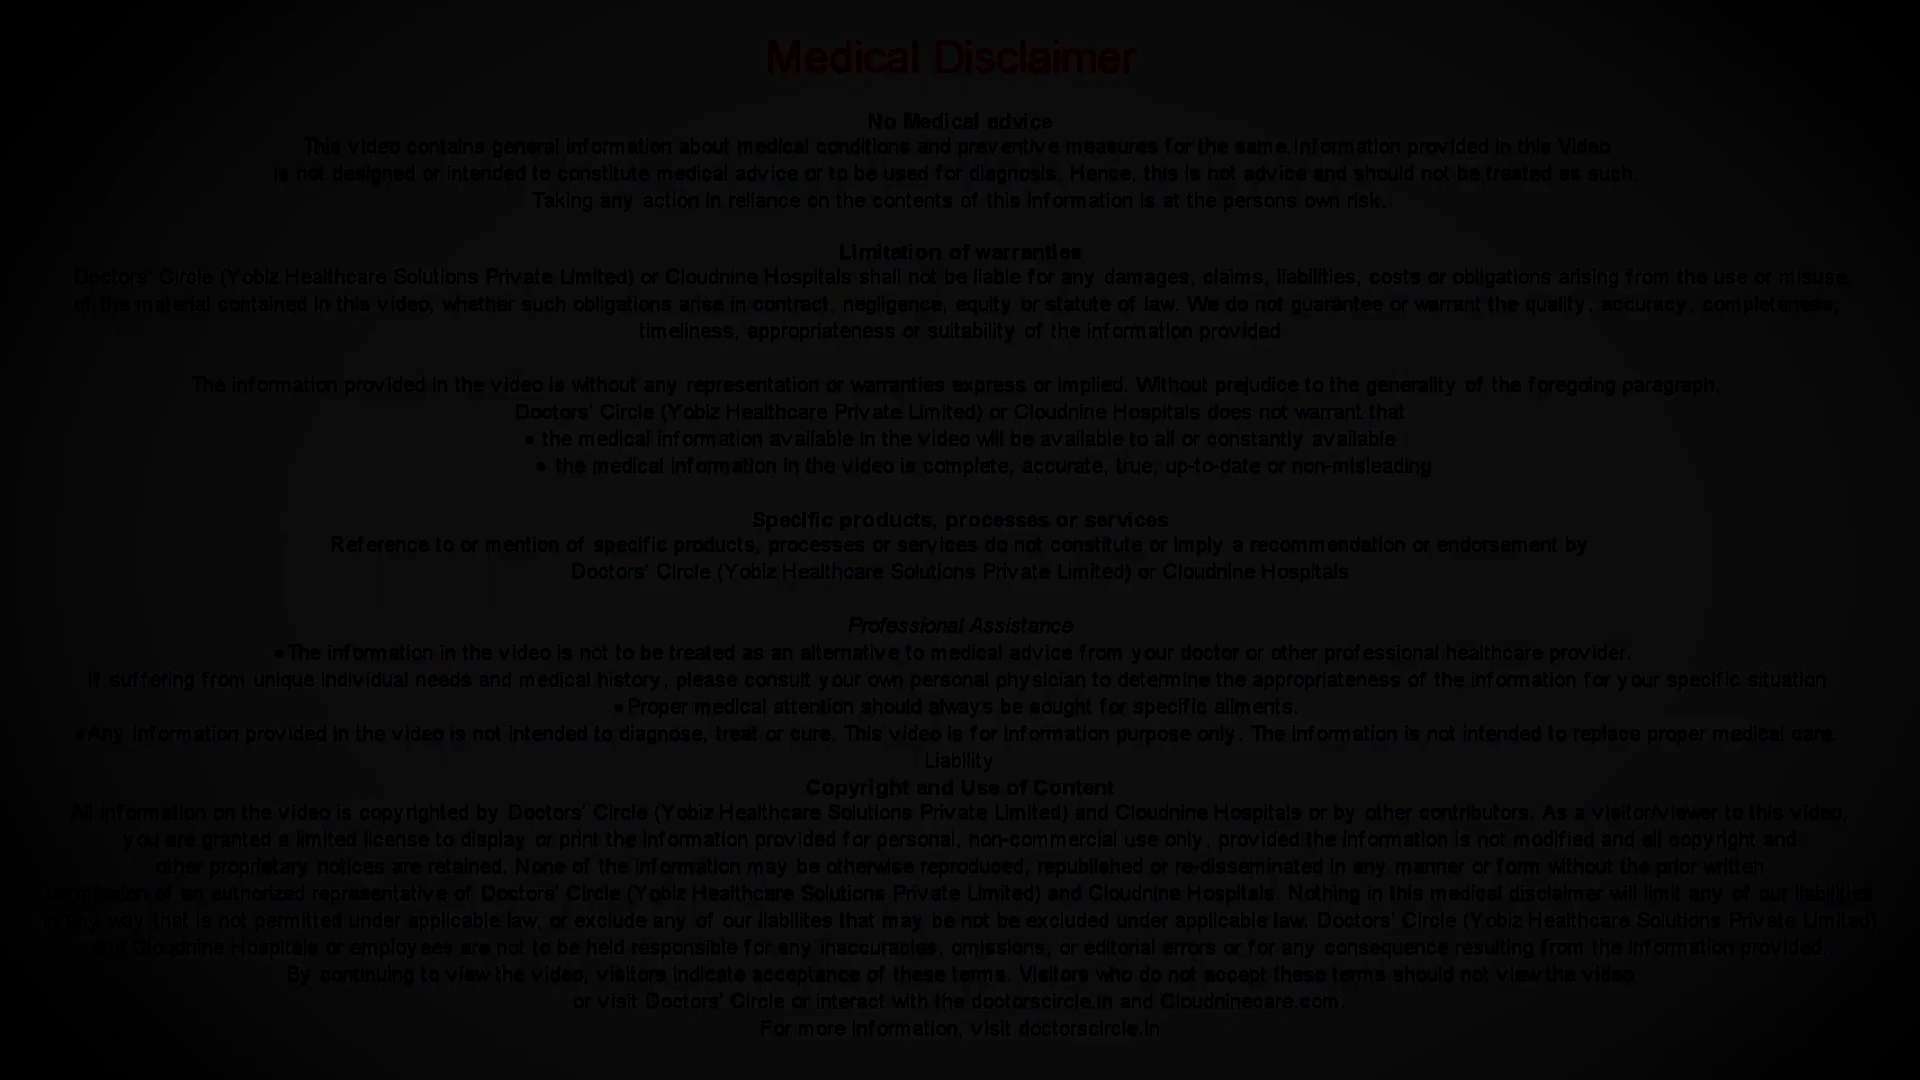 Medical Disclaimer
No Medical advice
This video contains general information about medical conditions and preventive measures for the same.Information provided in this Video
is not designed or intended to constitute medical advice or to be used for diagnosis. Hence, this is not advice and should not be treated as such.
Taking any action in reliance on the contents of this information is at the persons own risk.
Limitation of warranties
Doctors' Circle (Yobiz Healthcare Solutions Private Limited) or Cloudnine Hospitals shall not be liable for any damages, claims, liabilities, costs or obligations arising from the use or misuse
of the material contained in this video, whether such obligations arise in contract, negligence, equity or statute of law. We do not guarantee or warrant the quality, accuracy, completeness,
timeliness, appropriateness or suitability of the information provided
The information provided in the video is without any representation or warranties express or implied. Without prejudice to the generality of the foregoing paragraph,
Doctors' Circle (Yobiz Healthcare Private Limited) or Cloudnine Hospitals does not warrant that
• the medical information available in the video will be available to all or constantly available
• the medical information in the video is complete, accurate, true, up-to-date or non-misleading
Specific products, processes or services
Reference to or mention of specific products, processes or services do not constitute or imply a recommendation or endorsement by
Doctors' Circle (Yobiz Healthcare Solutions Private Limited) or Cloudnine Hospitals
Professional Assistance
•The information in the video is not to be treated as an alternative to medical advice from your doctor or other professional healthcare provider.
If suffering from unique individual needs and medical history, please consult your own personal physician to determine the appropriateness of the information for your specific situation
•Proper medical attention should always be sought for specific ailments.
•Any information provided in the video is not intended to diagnose, treat or cure. This video is for information purpose only. The information is not intended to replace proper medical care.
Liability
Copyright and Use of Content
All information on the video is copyrighted by Doctors' Circle (Yobiz Healthcare Solutions Private Limited) and Cloudnine Hospitals or by other contributors. As a visitor/viewer to this video,
you are granted a limited license to display or print the information provided for personal, non-commercial use only, provided the information is not modified and all copyright and
other proprietary notices are retained. None of the information may be otherwise reproduced, republished or re-disseminated in any manner or form without the prior written
permission of an authorized representative of Doctors' Circle (Yobiz Healthcare Solutions Private Limited) and Cloudnine Hospitals. Nothing in this medical disclaimer will limit any of our liabilities
in any way that is not permitted under applicable law, or exclude any of our liabilites that may be not be excluded under applicable law. Doctors' Circle (Yobiz Healthcare Solutions Private Limited)
and Cloudnine Hospitals or employees are not to be held responsible for any inaccuracies, omissions, or editorial errors or for any consequence resulting from the information provided.
By continuing to view the video, visitors indicate acceptance of these terms. Visitors who do not accept these terms should not view the video
or visit Doctors' Circle or interact with the doctorscircle.in and Cloudninecare.com.
For more information, visit doctorscircle.in